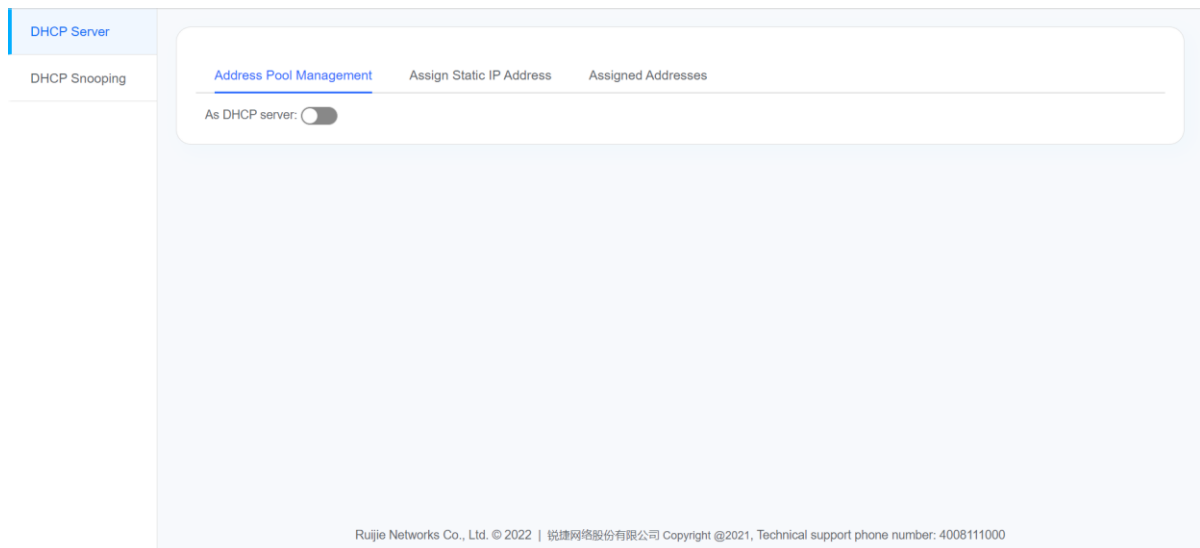 DHCP Server
DHCP Snooping
Address Pool Management Assign Static IP Address Assigned Addresses
As DHCP server:
Ruijie Networks Co., Ltd. © 2022 | 锐捷网络股份有限公司 Copyright @2021, Technical support phone number: 4008111000